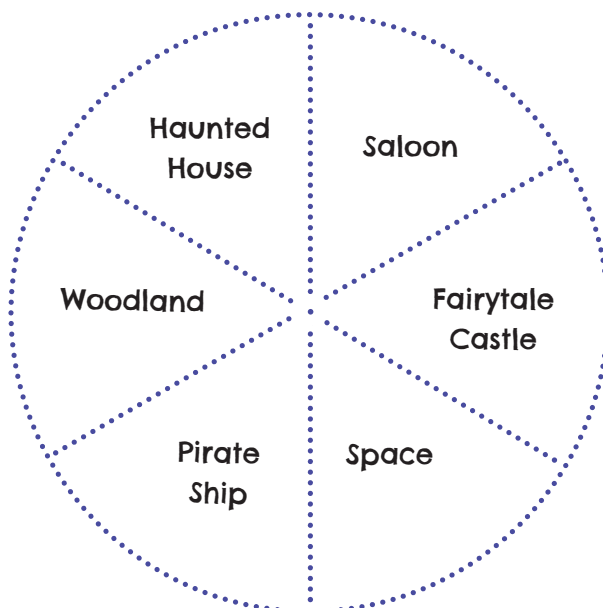 Haunted
House
Saloon
Woodland
Fairytale
Castle
Pirate
Ship
Space